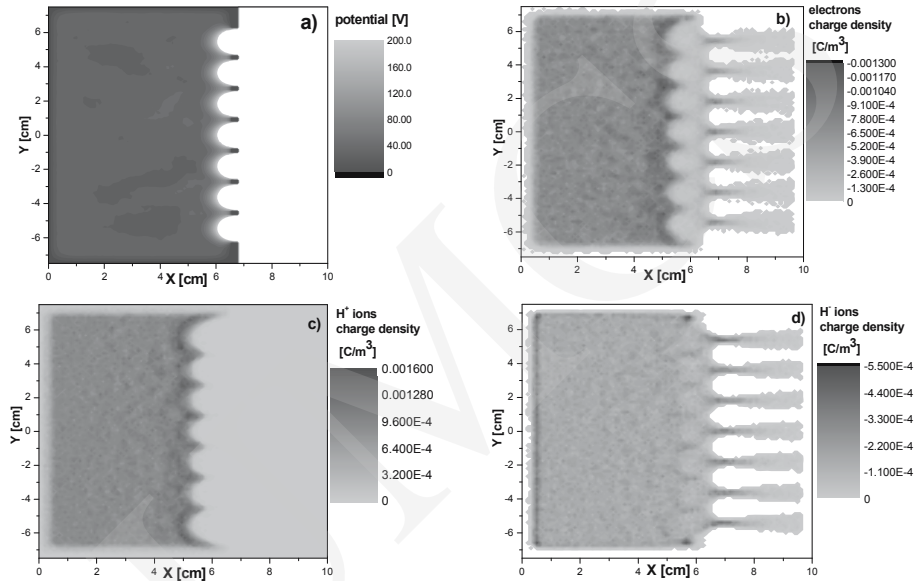 a)
potential [V]
200.0
160.0
120.0
80.00
40.00
0
Y [cm]
6
4
2
0
-2
-4
-6
0 2 4 6 8 10
X [cm]
b)
electrons
charge density
[C/m³]
-0.001300
-0.001170
-0.001040
-9.100E-4
-7.800E-4
-6.500E-4
-5.200E-4
-3.900E-4
-2.600E-4
-1.300E-4
0
Y [cm]
6
4
2
0
-2
-4
-6
0 2 4 6 8 10
X [cm]
c)
H⁺ ions
charge density
[C/m³]
0.001600
0.001280
9.600E-4
6.400E-4
3.200E-4
0
Y [cm]
6
4
2
0
-2
-4
-6
0 2 4 6 8 10
X [cm]
d)
H⁻ ions
charge density
[C/m³]
-5.500E-4
-4.400E-4
-3.300E-4
-2.200E-4
-1.100E-4
0
Y [cm]
6
4
2
0
-2
-4
-6
0 2 4 6 8 10
X [cm]